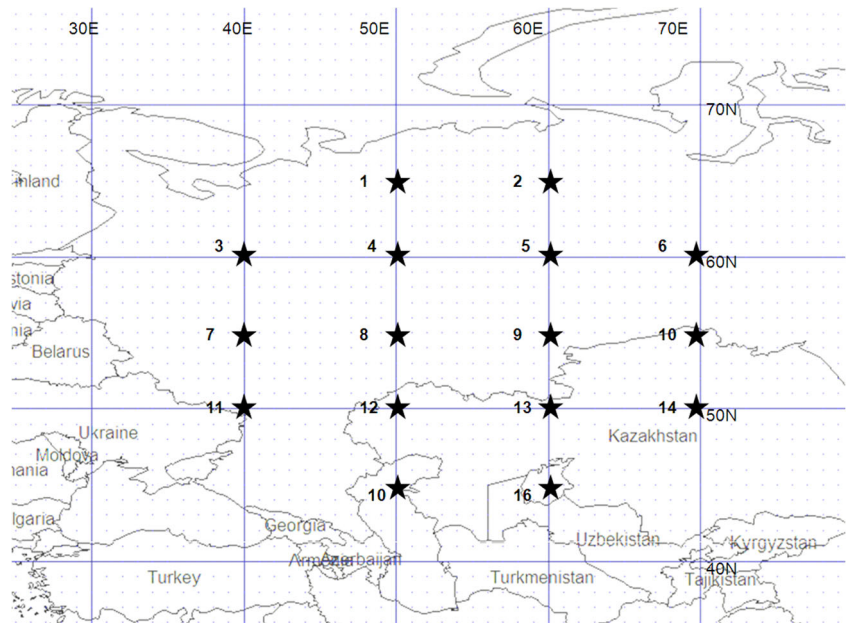 30E 40E 50E 60E 70E
70N
1 2
inland
3 4 5 6
60N
stonia
via
nia
7 8 9 10
Belarus
11 12 13 14
50N
Ukraine
Kazakhstan
Moldova
nania
10 16
lgaria
Georgia
Uzbekistan
Kyrgyzstan
Armenia
Azerbaijan
40N
Turkey
Turkmenistan
Tajikistan